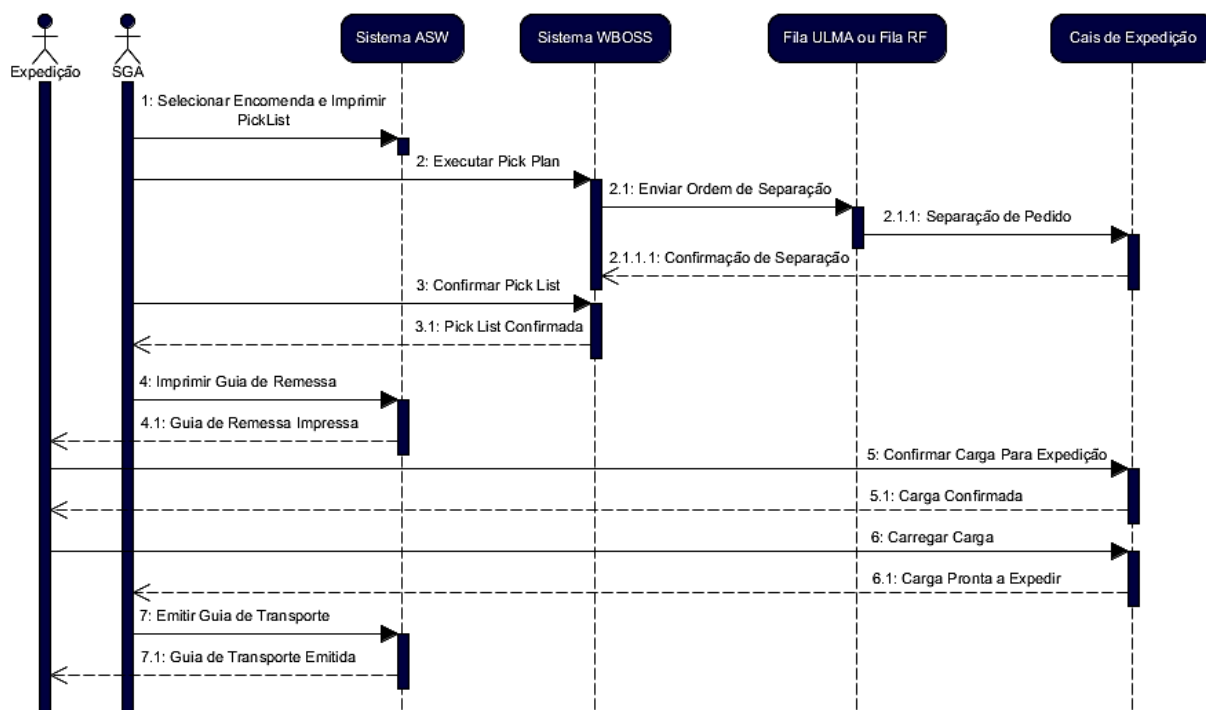 Sistema ASW
Sistema WBOSS
Fila ULMA ou Fila RF
Cais de Expedição
Expedição
SGA
1: Selecionar Encomenda e Imprimir
PickList
2: Executar Pick Plan
2.1: Enviar Ordem de Separação
2.1.1: Separação de Pedido
2.1.1.1: Confirmação de Separação
3: Confirmar Pick List
3.1: Pick List Confirmada
4: Imprimir Guia de Remessa
4.1: Guia de Remessa Impressa
5: Confirmar Carga Para Expedição
5.1: Carga Confirmada
6: Carregar Carga
6.1: Carga Pronta a Expedir
7: Emitir Guia de Transporte
7.1: Guia de Transporte Emitida